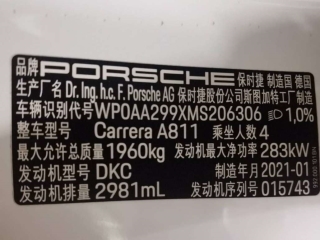 品牌 PORSCHE 保时捷 制造国 德国
生产厂名 Dr. Ing. h.c. F. Porsche AG 保时捷股份公司斯图加特工厂制造
车辆识别代号 WP0AA299XMS206306 1,0%
整车型号 Carrera A811 乘坐人数 4
最大允许总质量 1960kg 发动机最大净功率 283kW
发动机型号 DKC 制造年月 2021-01
发动机排量 2981mL 发动机序列号 015743